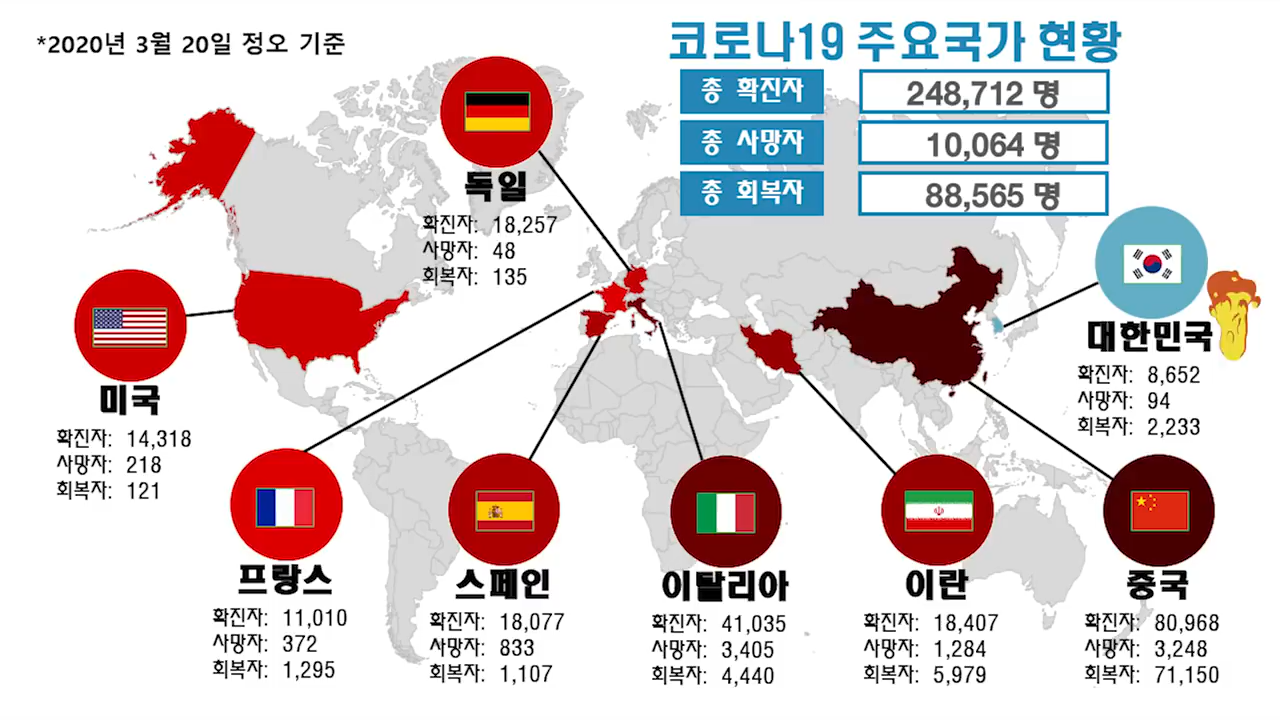 *2020년 3월 20일 정오 기준
코로나19 주요국가 현황
총 확진자 248,712 명
총 사망자 10,064 명
총 회복자 88,565 명
독일
확진자: 18,257
사망자: 48
회복자: 135
미국
확진자: 14,318
사망자: 218
회복자: 121
대한민국
확진자: 8,652
사망자: 94
회복자: 2,233
프랑스
확진자: 11,010
사망자: 372
회복자: 1,295
스페인
확진자: 18,077
사망자: 833
회복자: 1,107
이탈리아
확진자: 41,035
사망자: 3,405
회복자: 4,440
이란
확진자: 18,407
사망자: 1,284
회복자: 5,979
중국
확진자: 80,968
사망자: 3,248
회복자: 71,150